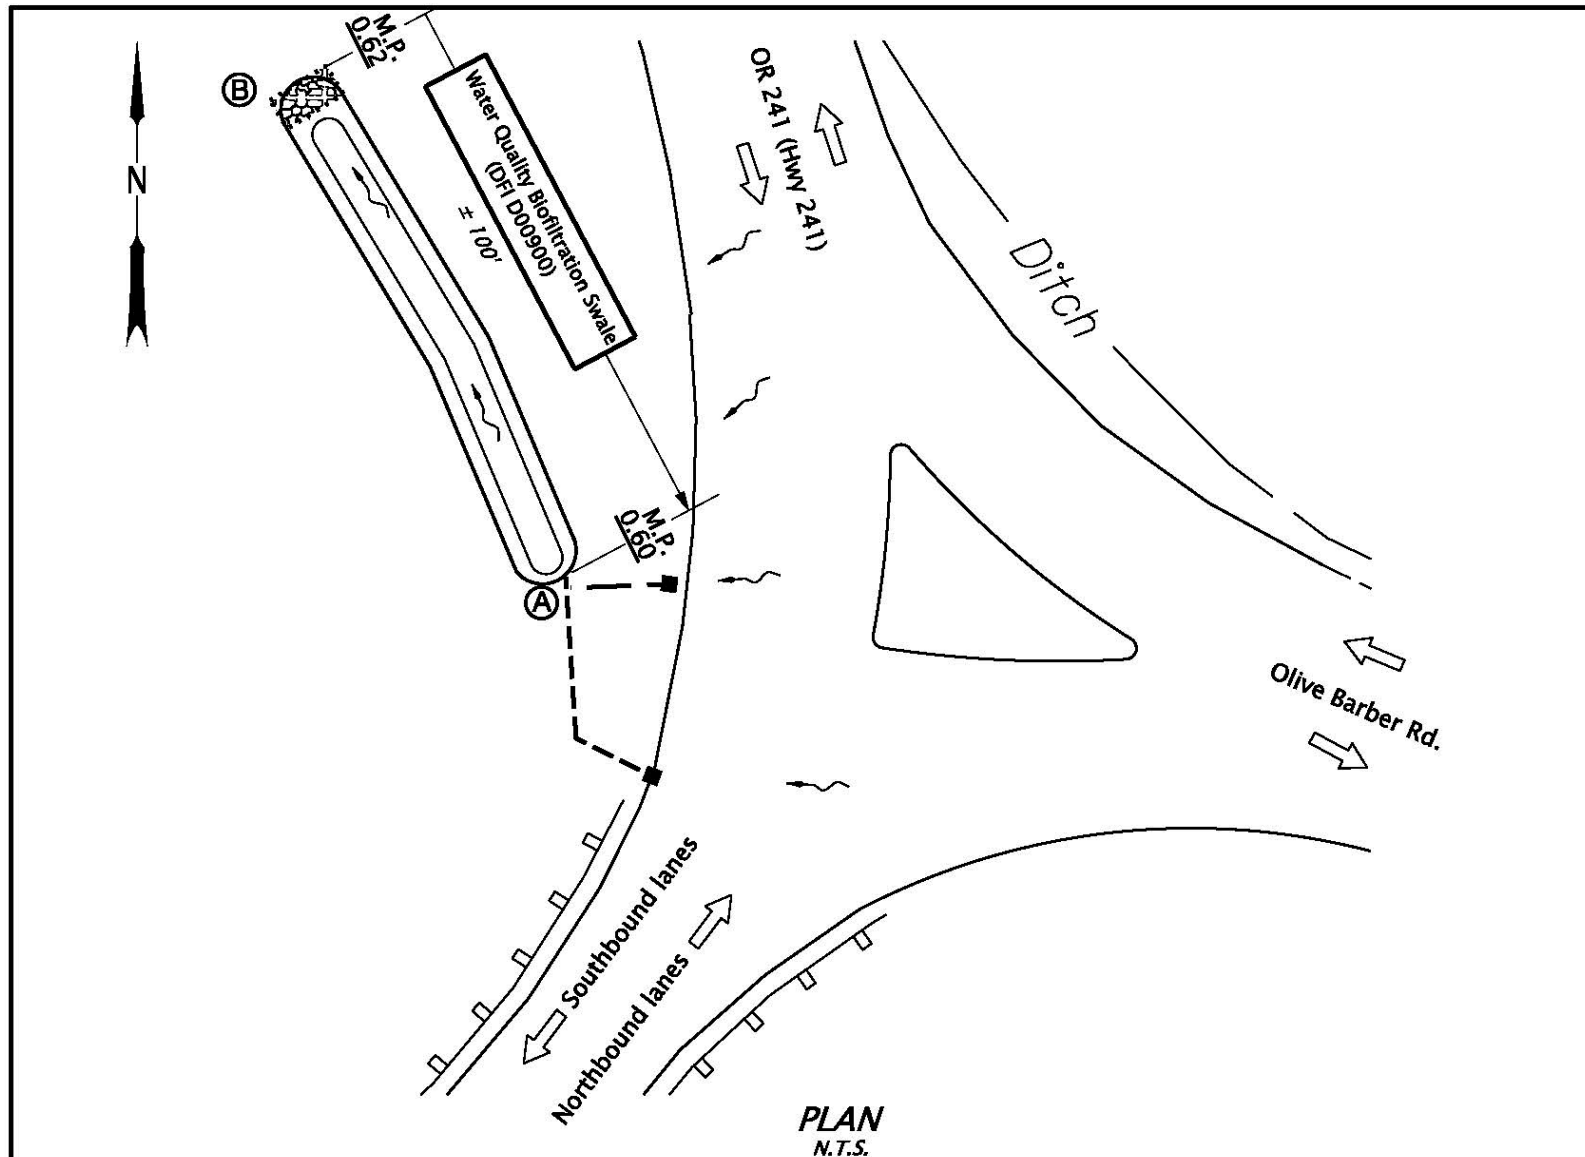 M.P.
0.62
B
N
Water Quality Biofiltration Swale
(DFI D00900)
± 100'
OR 241 (Hwy 241)
Ditch
M.P.
0.60
A
Olive Barber Rd.
Southbound lanes
Northbound lanes
PLAN
N.T.S.